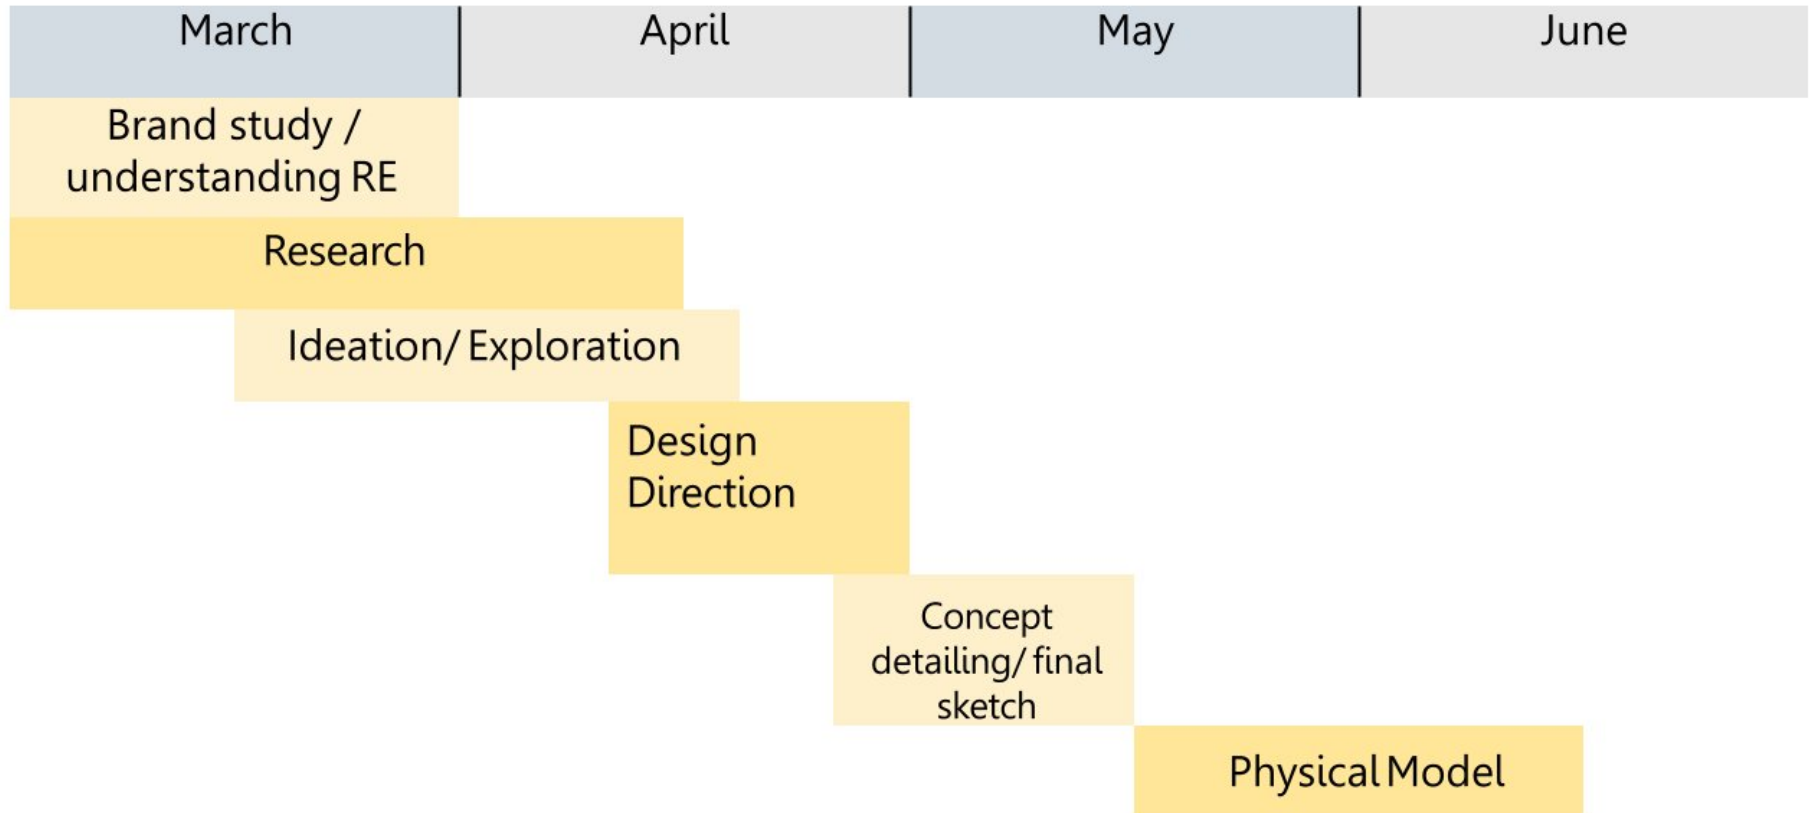 March
April
May
June
Brand study /
understanding RE
Research
Ideation/ Exploration
Design
Direction
Concept
detailing/ final
sketch
Physical Model